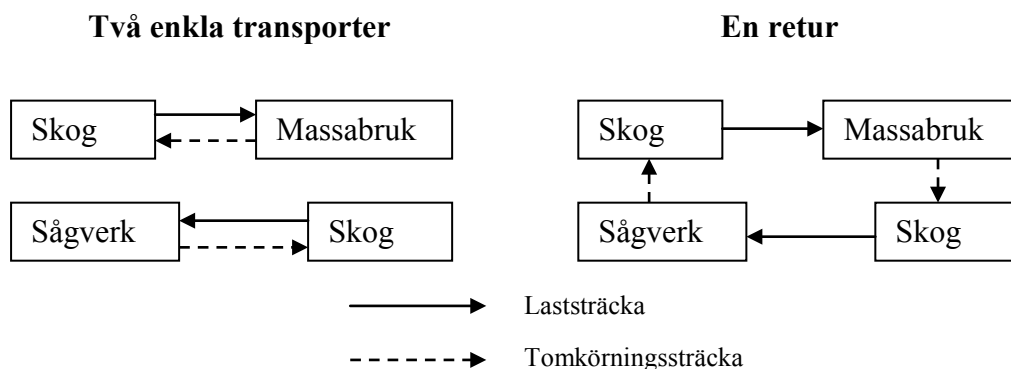 Två enkla transporter
En retur
Skog
Massabruk
Skog
Massabruk
Sågverk
Skog
Sågverk
Skog
Laststräcka
Tomkörningssträcka